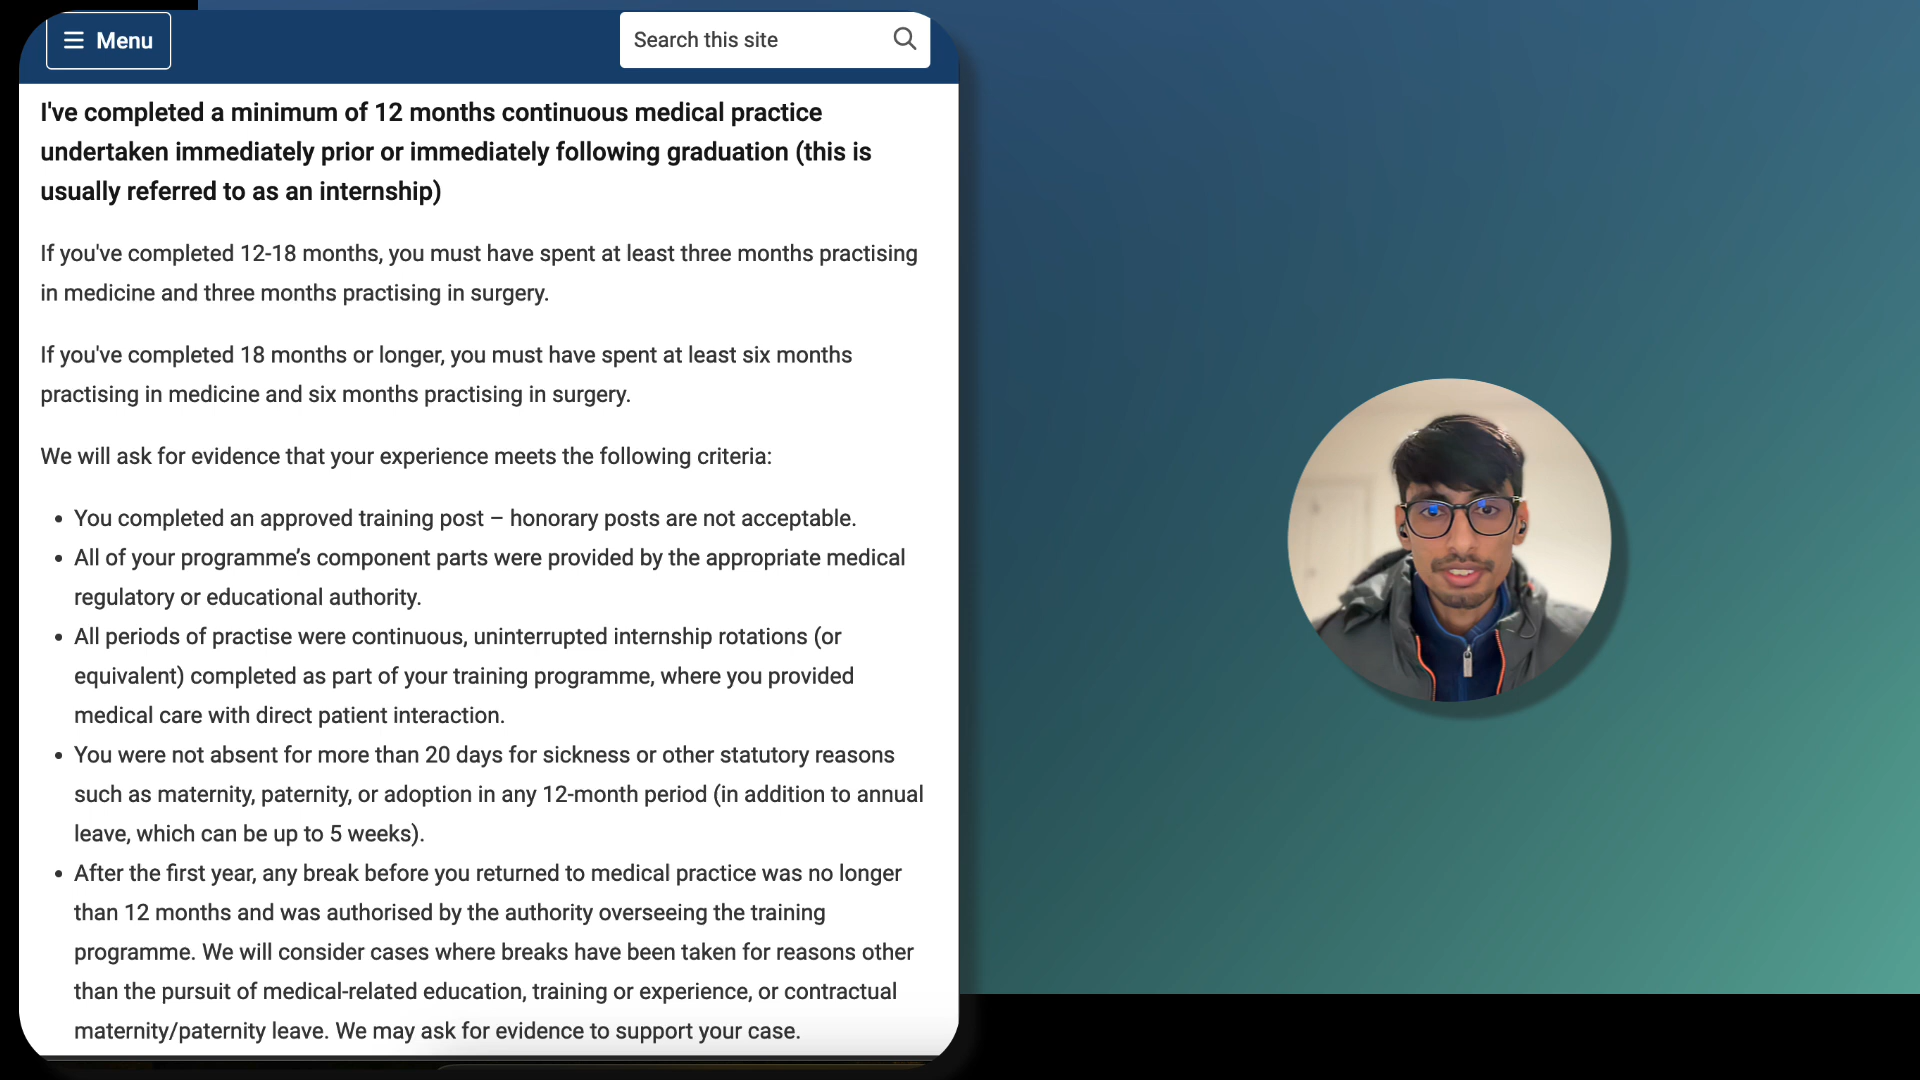 Menu
Search this site
I've completed a minimum of 12 months continuous medical practice
undertaken immediately prior or immediately following graduation (this is
usually referred to as an internship)
If you've completed 12-18 months, you must have spent at least three months practising
in medicine and three months practising in surgery.
If you've completed 18 months or longer, you must have spent at least six months
practising in medicine and six months practising in surgery.
We will ask for evidence that your experience meets the following criteria:
• You completed an approved training post – honorary posts are not acceptable.
• All of your programme’s component parts were provided by the appropriate medical
regulatory or educational authority.
• All periods of practise were continuous, uninterrupted internship rotations (or
equivalent) completed as part of your training programme, where you provided
medical care with direct patient interaction.
• You were not absent for more than 20 days for sickness or other statutory reasons
such as maternity, paternity, or adoption in any 12-month period (in addition to annual
leave, which can be up to 5 weeks).
• After the first year, any break before you returned to medical practice was no longer
than 12 months and was authorised by the authority overseeing the training
programme. We will consider cases where breaks have been taken for reasons other
than the pursuit of medical-related education, training or experience, or contractual
maternity/paternity leave. We may ask for evidence to support your case.